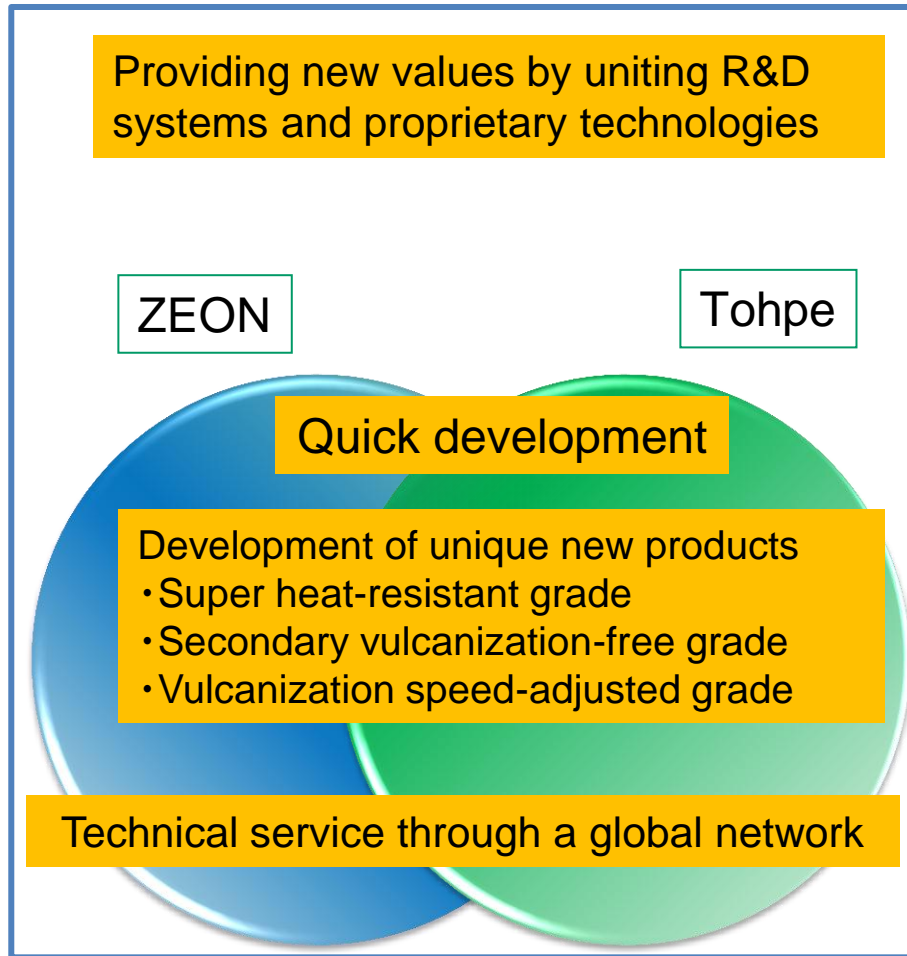 Providing new values by uniting R&D
systems and proprietary technologies
ZEON
Tohpe
Quick development
Development of unique new products
・Super heat-resistant grade
・Secondary vulcanization-free grade
・Vulcanization speed-adjusted grade
Technical service through a global network